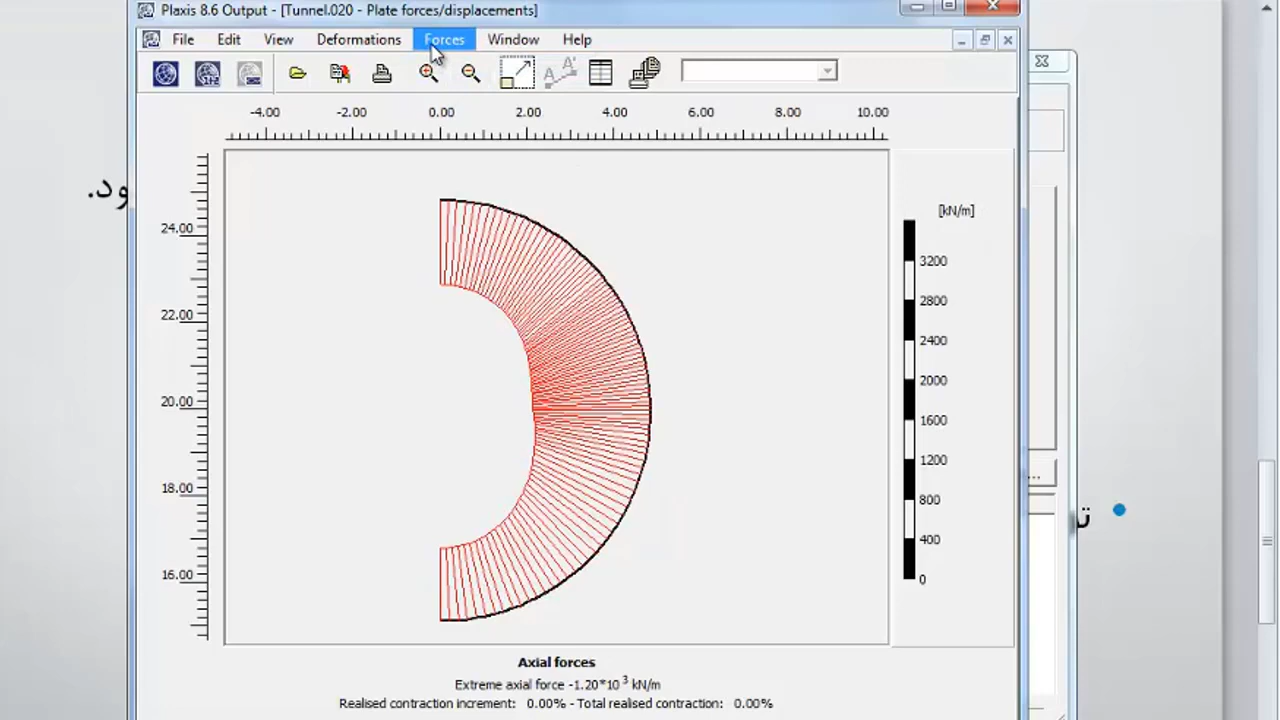 Plaxis 8.6 Output - [Tunnel.020 - Plate forces/displacements]
File Edit View Deformations Forces Window Help
-4.00 -2.00 0.00 2.00 4.00 6.00 8.00 10.00
[kN/m]
24.00
22.00
20.00
18.00
16.00
3200
2800
2400
2000
1600
1200
800
400
0
Axial forces
Extreme axial force -1.20*10 3 kN/m
Realised contraction increment: 0.00% - Total realised contraction: 0.00%
...